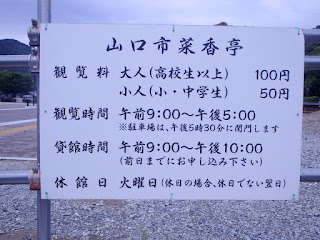 山口市菜香亭
観覧料 大人(高校生以上) 100円
小人(小・中学生) 50円
観覧時間 午前9:00～午後5:00
※駐車場は、午後5時30分に閉門します
貸館時間 午前9:00～午後10:00
(前日までにお申し込み下さい)
休館日 火曜日(休日の場合、休日でない翌日)